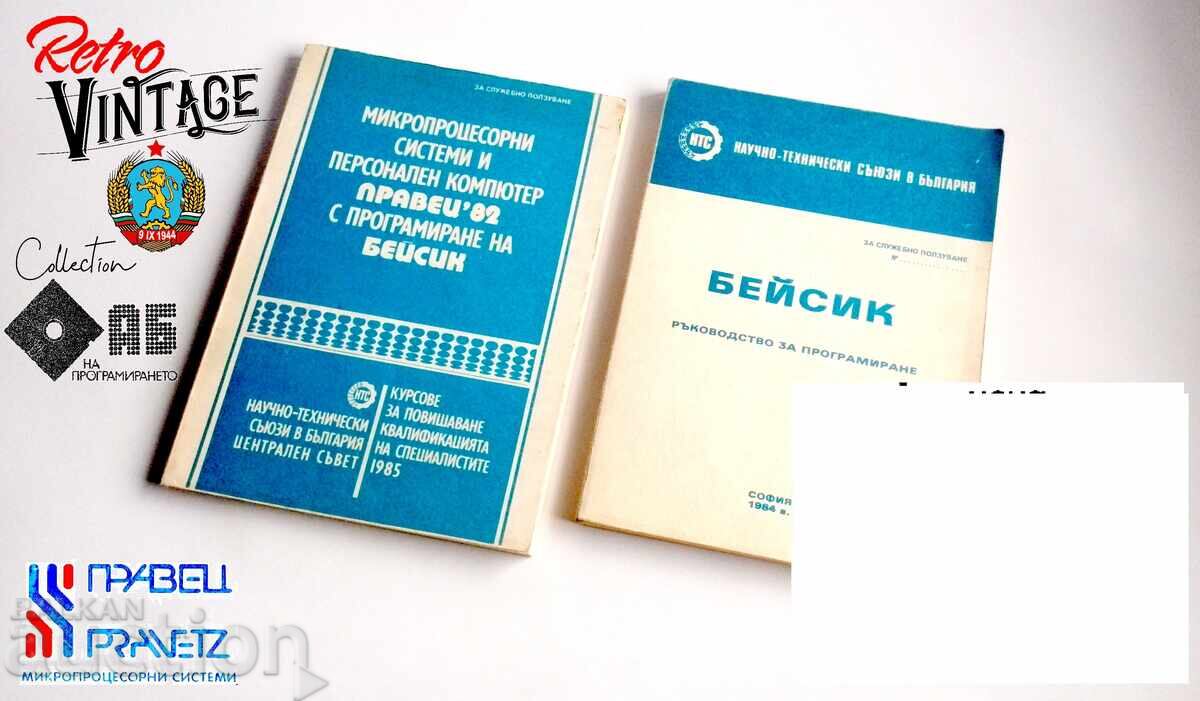 Retro
VINTAGE
9 IX 1944
Collection
АБ
НА
ПРОГРАМИРАНЕТО
ЗА СЛУЖЕБНО ПОЛЗУВАНЕ
МИКРОПРОЦЕСОРНИ
СИСТЕМИ И
ПЕРСОНАЛЕН КОМПЮТЕР
ПРАВЕЦ'82
С ПРОГРАМИРАНЕ НА
БЕЙСИК
НТС
НАУЧНО-ТЕХНИЧЕСКИ
СЪЮЗИ В БЪЛГАРИЯ
ЦЕНТРАЛЕН СЪВЕТ
КУРСОВЕ
ЗА ПОВИШАВАНЕ
КВАЛИФИКАЦИЯТА
НА СПЕЦИАЛИСТИТЕ
1985
НТС
НАУЧНО-ТЕХНИЧЕСКИ СЪЮЗИ В БЪЛГАРИЯ
ЗА СЛУЖЕБНО ПОЛЗУВАНЕ
№ ..............
БЕЙСИК
РЪКОВОДСТВО ЗА ПРОГРАМИРАНЕ
СОФИЯ
1984 г.
ПРАВЕЦ
PRAVETZ
МИКРОПРОЦЕСОРНИ СИСТЕМИ
BALKAN
auction